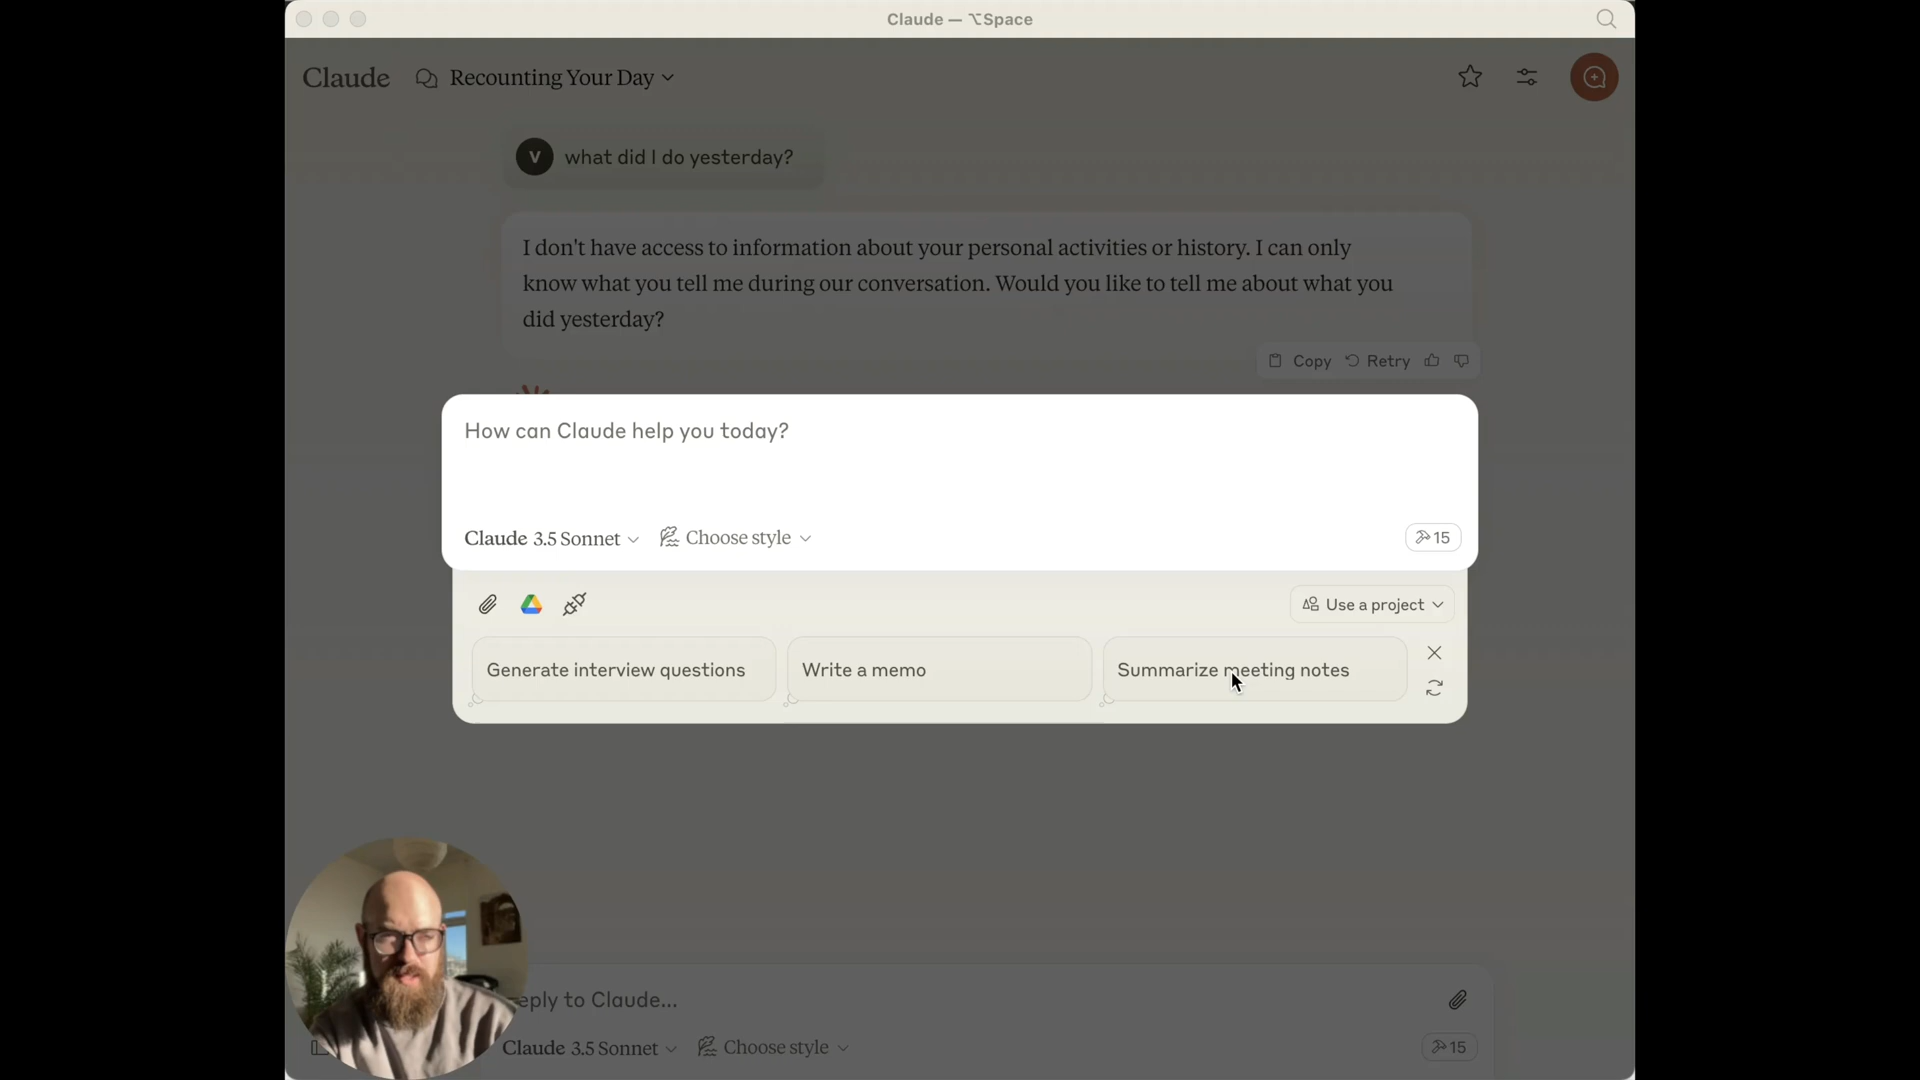 Claude — ⌥Space
Claude
Recounting Your Day
V
what did I do yesterday?
I don't have access to information about your personal activities or history. I can only
know what you tell me during our conversation. Would you like to tell me about what you
did yesterday?
Copy
Retry
How can Claude help you today?
Claude 3.5 Sonnet
Choose style
15
Use a project
Generate interview questions
Write a memo
Summarize meeting notes
eply to Claude...
Claude 3.5 Sonnet
Choose style
15